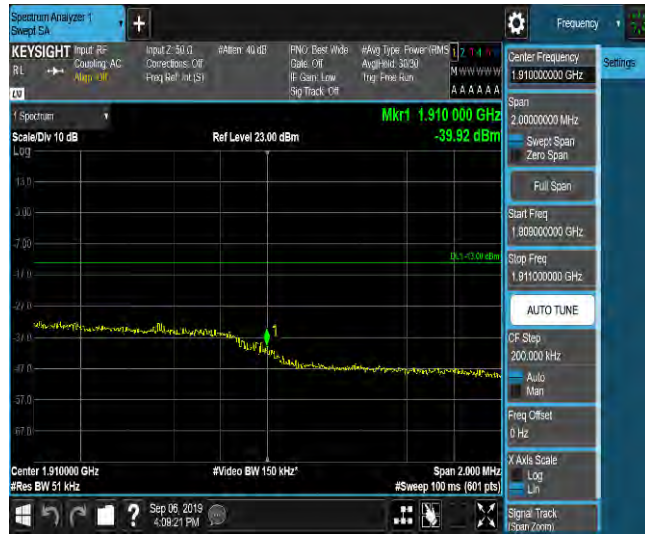 Spectrum Analyzer 1
Swept SA
+
Frequency
KEYSIGHT
Input: RF
Coupling: AC
Align: Off
Input Z: 50 Ω
Corrections: Off
Freq Ref: Int (S)
#Atten: 40 dB
PNO: Best Wide
Gate: Off
IF Gain: Low
Sig Track: Off
#Avg Type: Power (RMS
Avg|Hold: 30/30
Trig: Free Run
M W W W W W
A A A A A A
RL
LXI
1 Spectrum
Scale/Div 10 dB
Log
Ref Level 23.00 dBm
Mkr1 1.910 000 GHz
-39.92 dBm
13.0
3.00
-7.00
DL1 -13.00 dBm
-17.0
-27.0
-37.0
-47.0
-57.0
-67.0
1
Center 1.910000 GHz
#Res BW 51 kHz
#Video BW 150 kHz*
Span 2.000 MHz
#Sweep 100 ms (601 pts)
Sep 06, 2019
4:09:21 PM
?
Settings
Center Frequency
1.910000000 GHz
Span
2.00000000 MHz
Swept Span
Zero Span
Full Span
Start Freq
1.909000000 GHz
Stop Freq
1.911000000 GHz
AUTO TUNE
CF Step
200.000 kHz
Auto
Man
Freq Offset
0 Hz
X Axis Scale
Log
Lin
Signal Track
(Span Zoom)